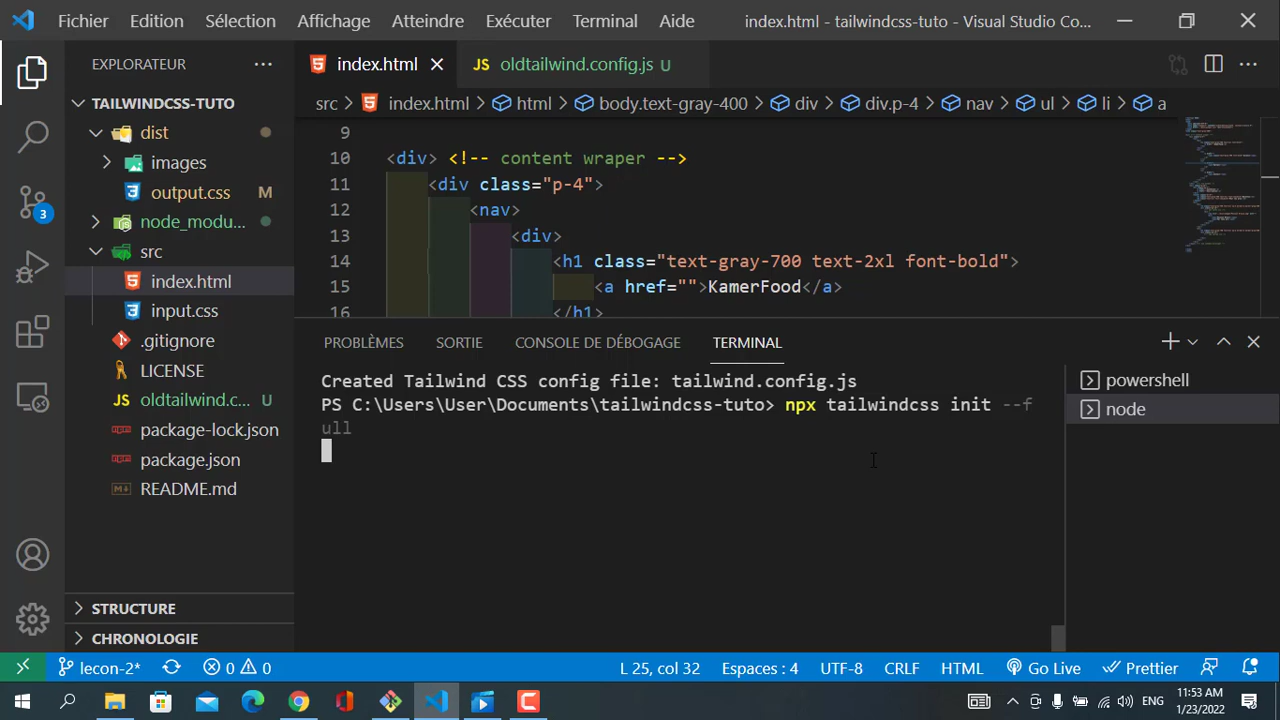 Fichier Edition Sélection Affichage Atteindre Exécuter Terminal Aide index.html - tailwindcss-tuto - Visual Studio Co...
EXPLORATEUR
index.html
JS oldtailwind.config.js U
src > index.html > html > body.text-gray-400 > div > div.p-4 > nav > ul > li > a
TAILWINDCSS-TUTO
dist
images
output.css M
node_modu...
src
index.html
input.css
.gitignore
LICENSE
JS oldtailwind.c... U
package-lock.json
package.json
README.md
STRUCTURE
CHRONOLOGIE
9
10 <div> <!-- content wraper -->
11 <div class="p-4">
12 <nav>
13 <div>
14 <h1 class="text-gray-700 text-2xl font-bold">
15 <a href="">KamerFood</a>
16 </h1>
PROBLÈMES SORTIE CONSOLE DE DÉBOGAGE TERMINAL
Created Tailwind CSS config file: tailwind.config.js
PS C:\Users\User\Documents\tailwindcss-tuto> npx tailwindcss init --f
ull
powershell
node
3
lecon-2* 0 0 L 25, col 32 Espaces : 4 UTF-8 CRLF HTML Go Live Prettier
ENG
11:53 AM
1/23/2022